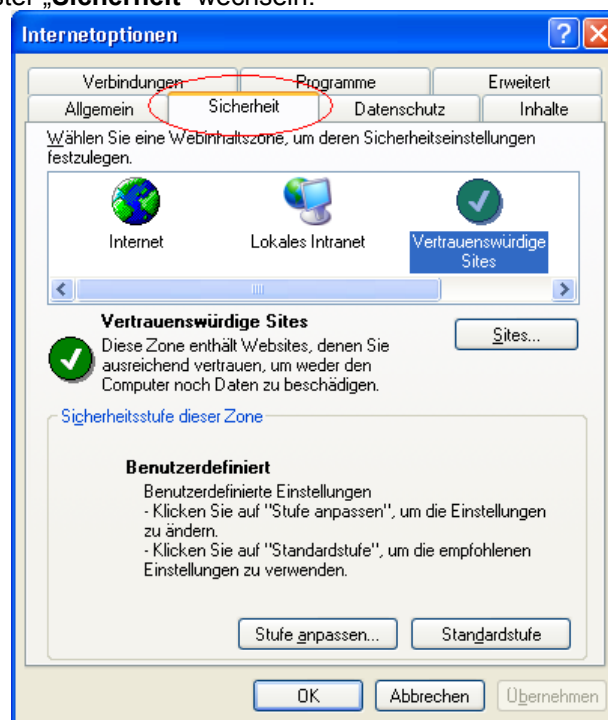 „Sicherheit“ wechseln.
Internetoptionen
Verbindungen Programme Erweitert
Allgemein Sicherheit Datenschutz Inhalte
Wählen Sie eine Webinhaltszone, um deren Sicherheitseinstellungen
festzulegen.
Internet Lokales Intranet Vertrauenswürdige
Sites
Vertrauenswürdige Sites
Sites...
Diese Zone enthält Websites, denen Sie
ausreichend vertrauen, um weder den
Computer noch Daten zu beschädigen.
Sicherheitsstufe dieser Zone
Benutzerdefiniert
Benutzerdefinierte Einstellungen
- Klicken Sie auf "Stufe anpassen", um die Einstellungen
zu ändern.
- Klicken Sie auf "Standardstufe", um die empfohlenen
Einstellungen zu verwenden.
Stufe anpassen... Standardstufe
OK Abbrechen Übernehmen